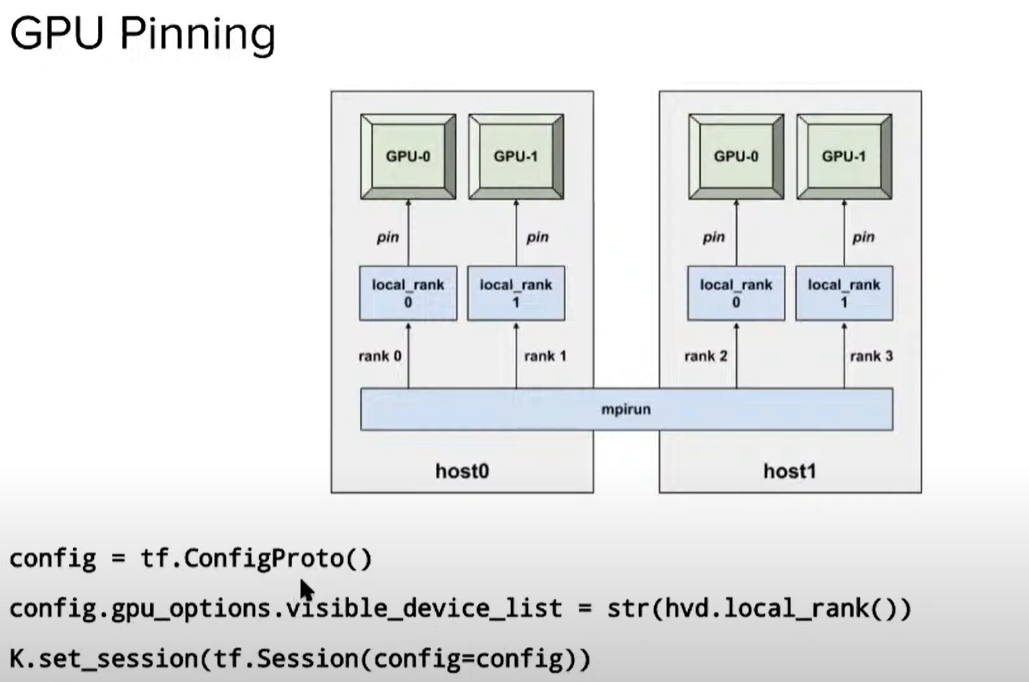 GPU Pinning
GPU-0
GPU-1
GPU-0
GPU-1
pin
pin
pin
pin
local_rank
0
local_rank
1
local_rank
0
local_rank
1
rank 0
rank 1
rank 2
rank 3
mpirun
host0
host1
config = tf.ConfigProto()
config.gpu_options.visible_device_list = str(hvd.local_rank())
K.set_session(tf.Session(config=config))